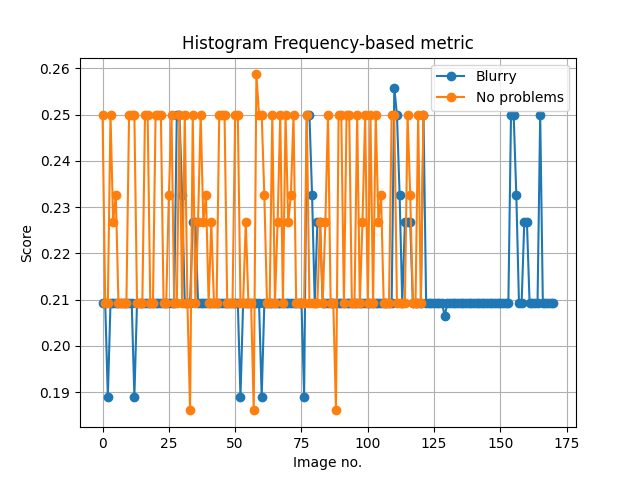 Histogram Frequency-based metric
Blurry
No problems
Score
0.26
0.25
0.24
0.23
0.22
0.21
0.20
0.19
0 25 50 75 100 125 150 175
Image no.